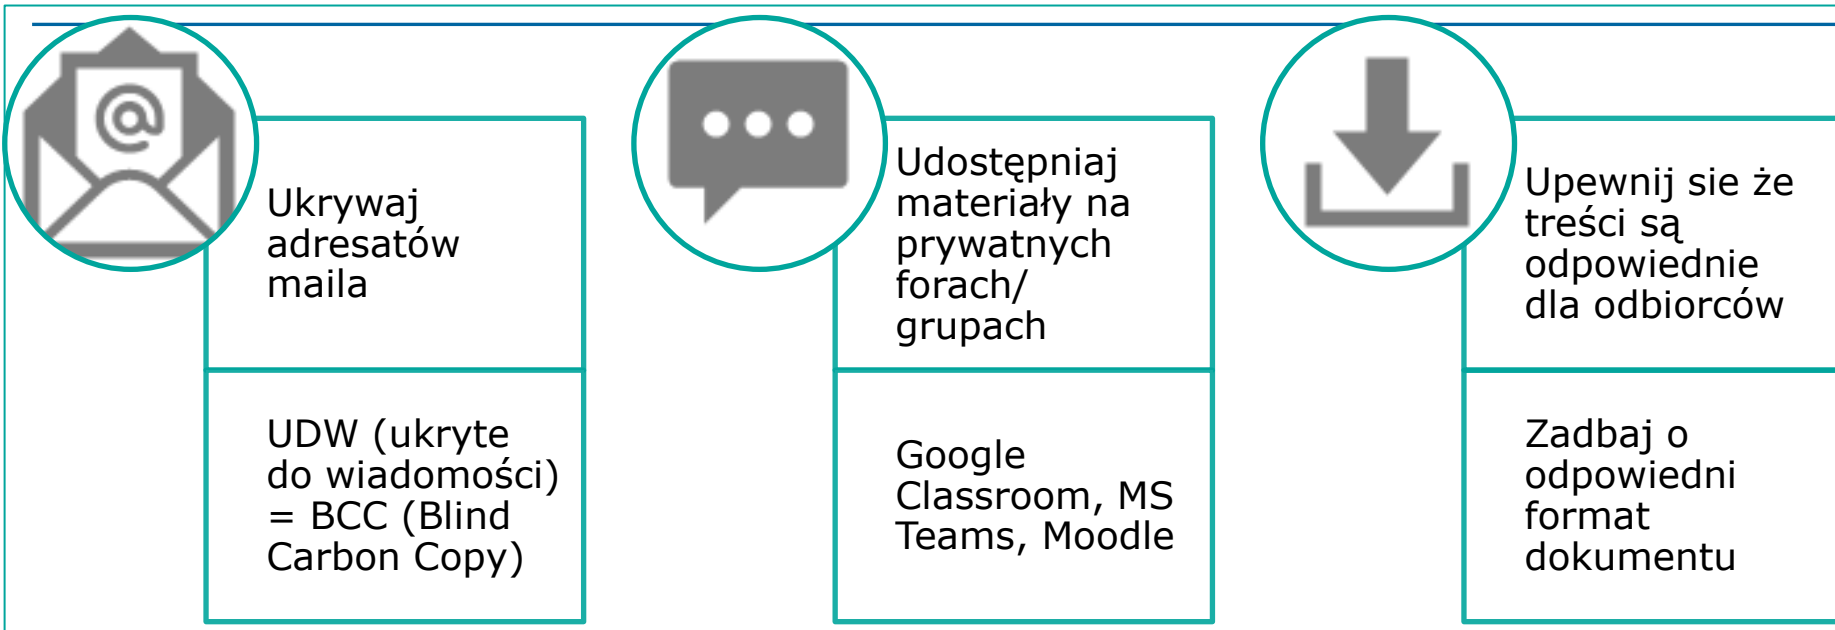 @
Ukrywaj
adresatów
maila
UDW (ukryte
do wiadomości)
= BCC (Blind
Carbon Copy)
Udostępniaj
materiały na
prywatnych
forach/
grupach
Google
Classroom, MS
Teams, Moodle
Upewnij sie że
treści są
odpowiednie
dla odbiorców
Zadbaj o
odpowiedni
format
dokumentu